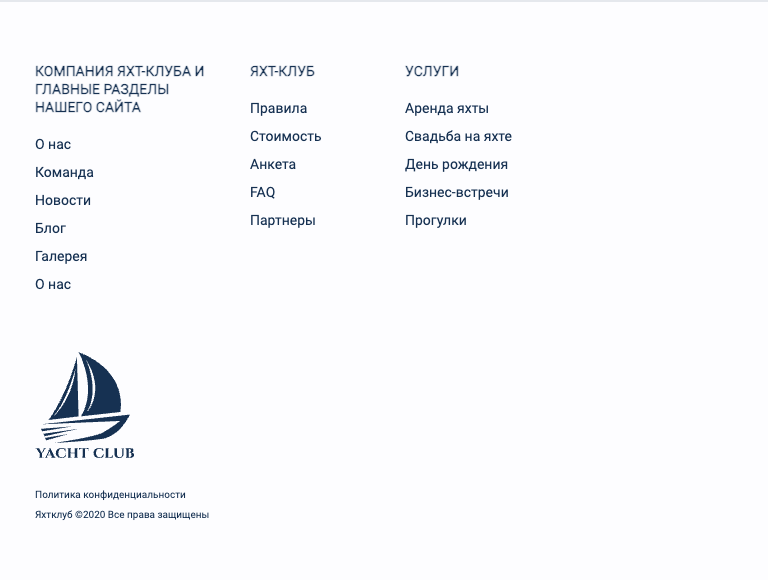 КОМПАНИЯ ЯХТ-КЛУБА И
ГЛАВНЫЕ РАЗДЕЛЫ
НАШЕГО САЙТА
О нас
Команда
Новости
Блог
Галерея
О нас
ЯХТ-КЛУБ
Правила
Стоимость
Анкета
FAQ
Партнеры
УСЛУГИ
Аренда яхты
Свадьба на яхте
День рождения
Бизнес-встречи
Прогулки
YACHT CLUB
Политика конфиденциальности
Яхтклуб ©2020 Все права защищены